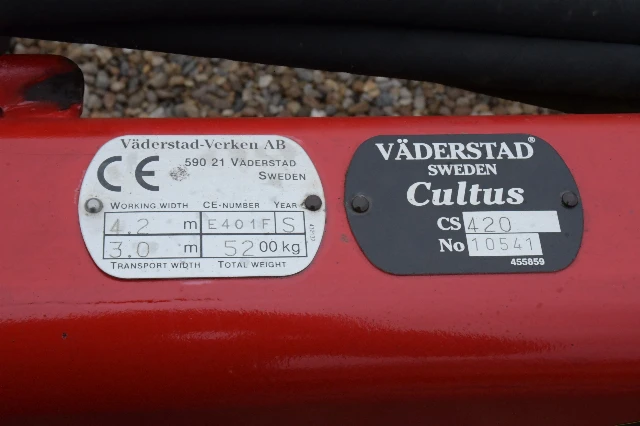 Väderstad-Verken AB
CE 590 21 VÄDERSTAD
SWEDEN
WORKING WIDTH CE-NUMBER YEAR
4.2 m E401F S
3.0 m 5200 kg
TRANSPORT WIDTH TOTAL WEIGHT
VÄDERSTAD®
SWEDEN
Cultus
CS 420
No 10541
455859